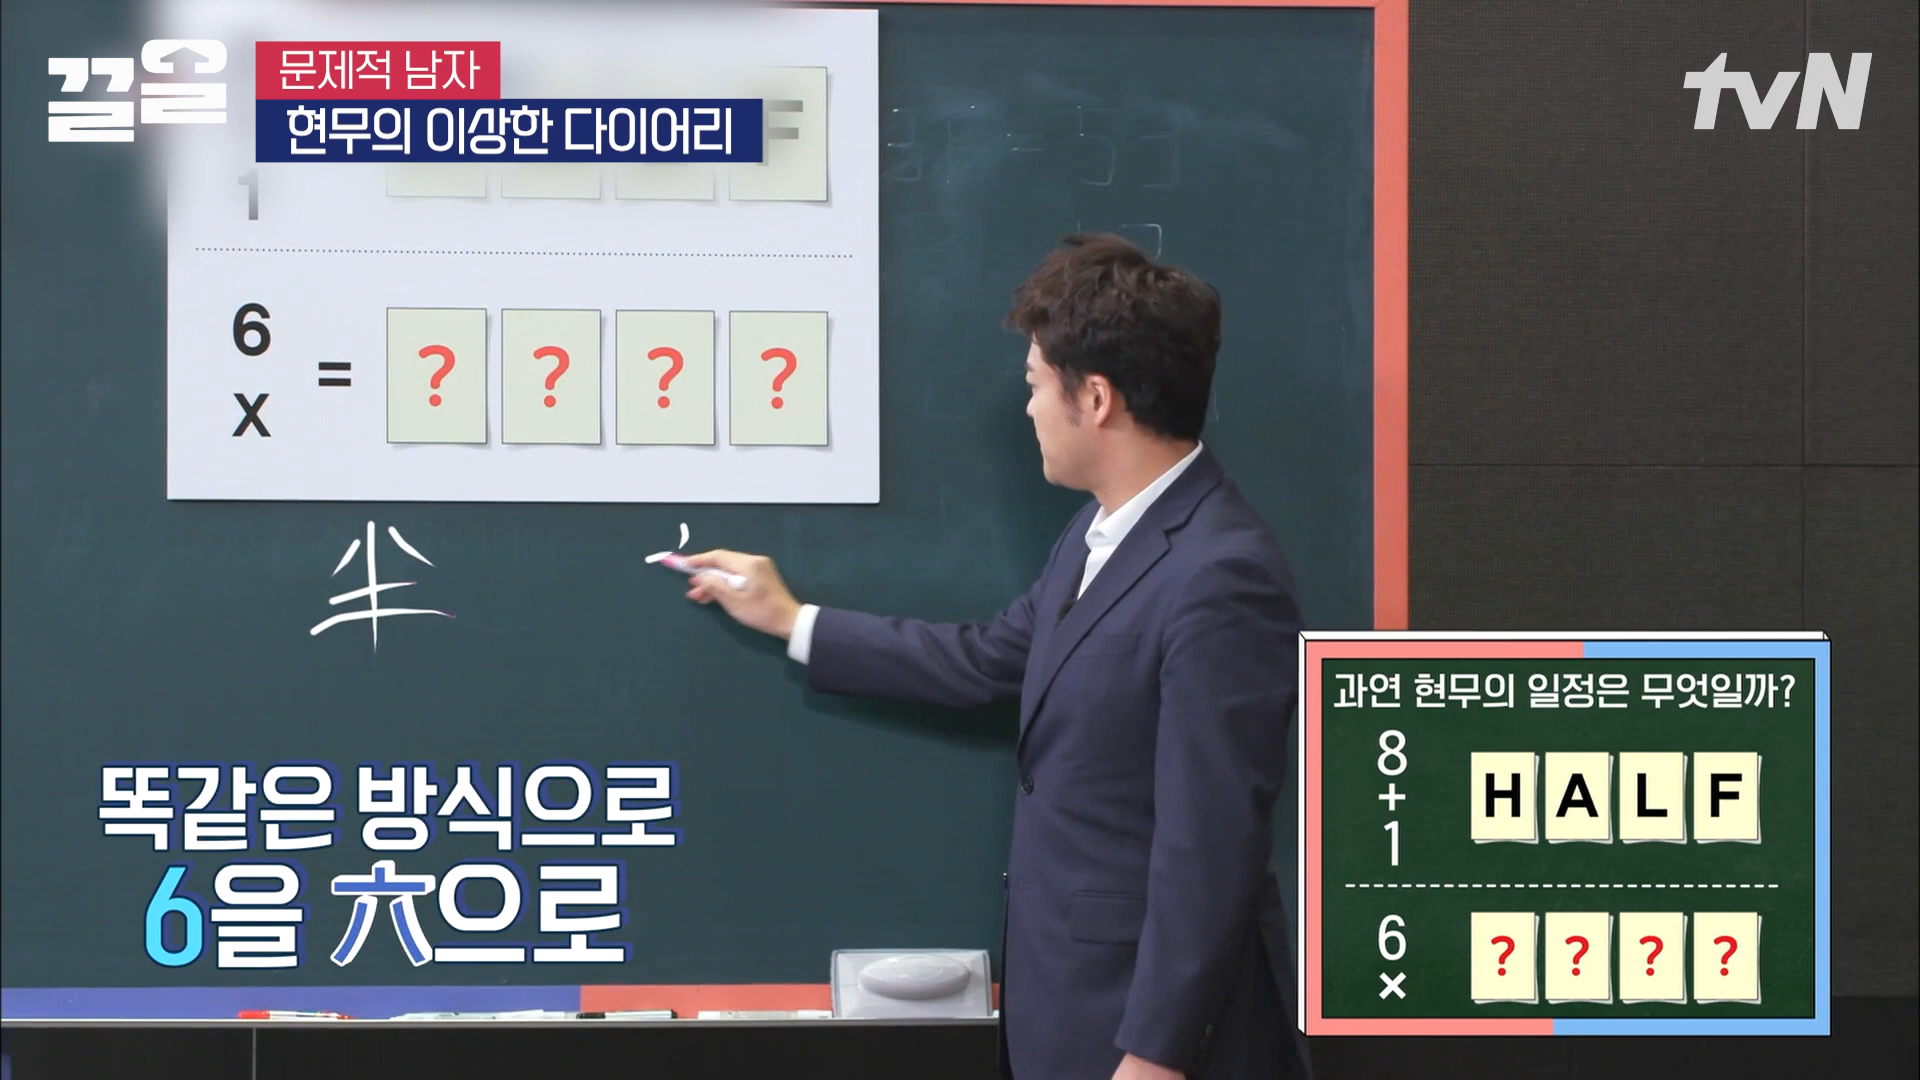 끌올
문제적 남자
현무의 이상한 다이어리
tvN
F
1
6
x
=
? ? ? ?
半
똑같은 방식으로
6을 六으로
과연 현무의 일정은 무엇일까?
8
+
1
H A L F
6
×
? ? ? ?